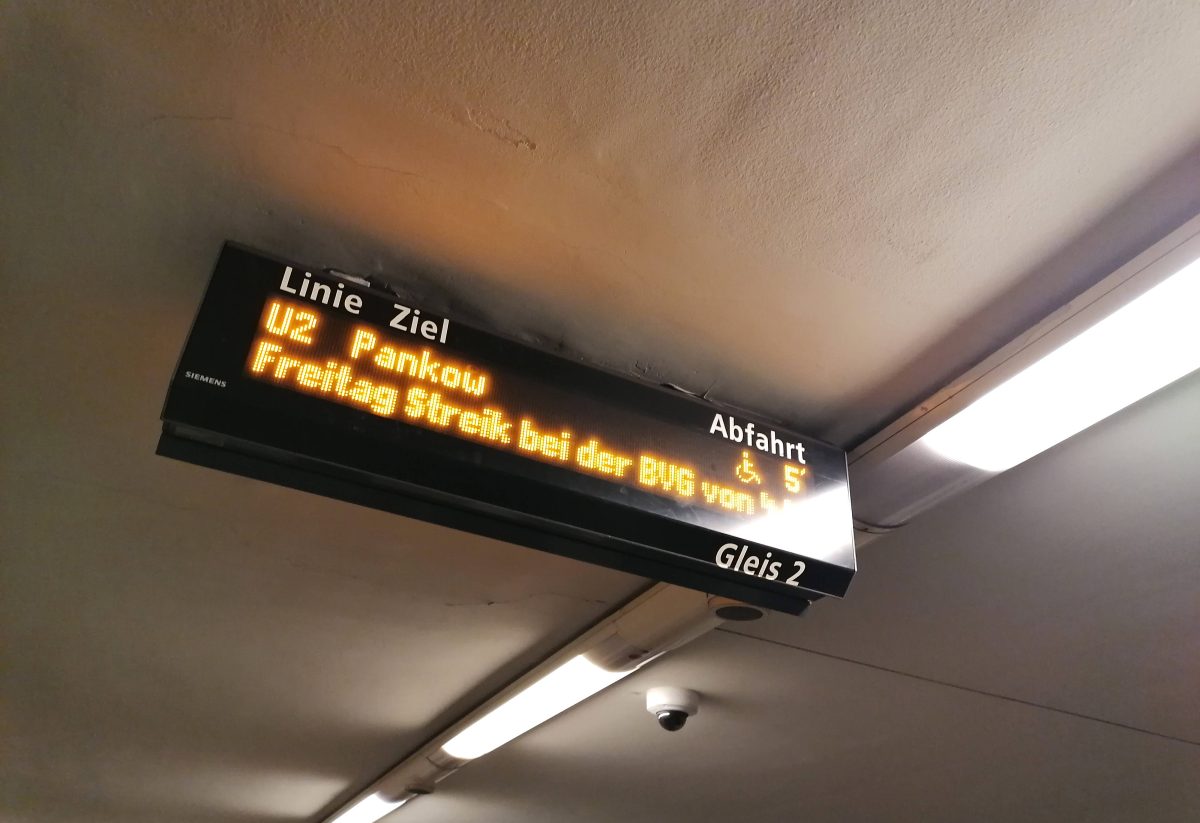 Linie Ziel Abfahrt
U2 Pankow 5'
Freitag Streik bei der BVG von
SIEMENS
Gleis 2